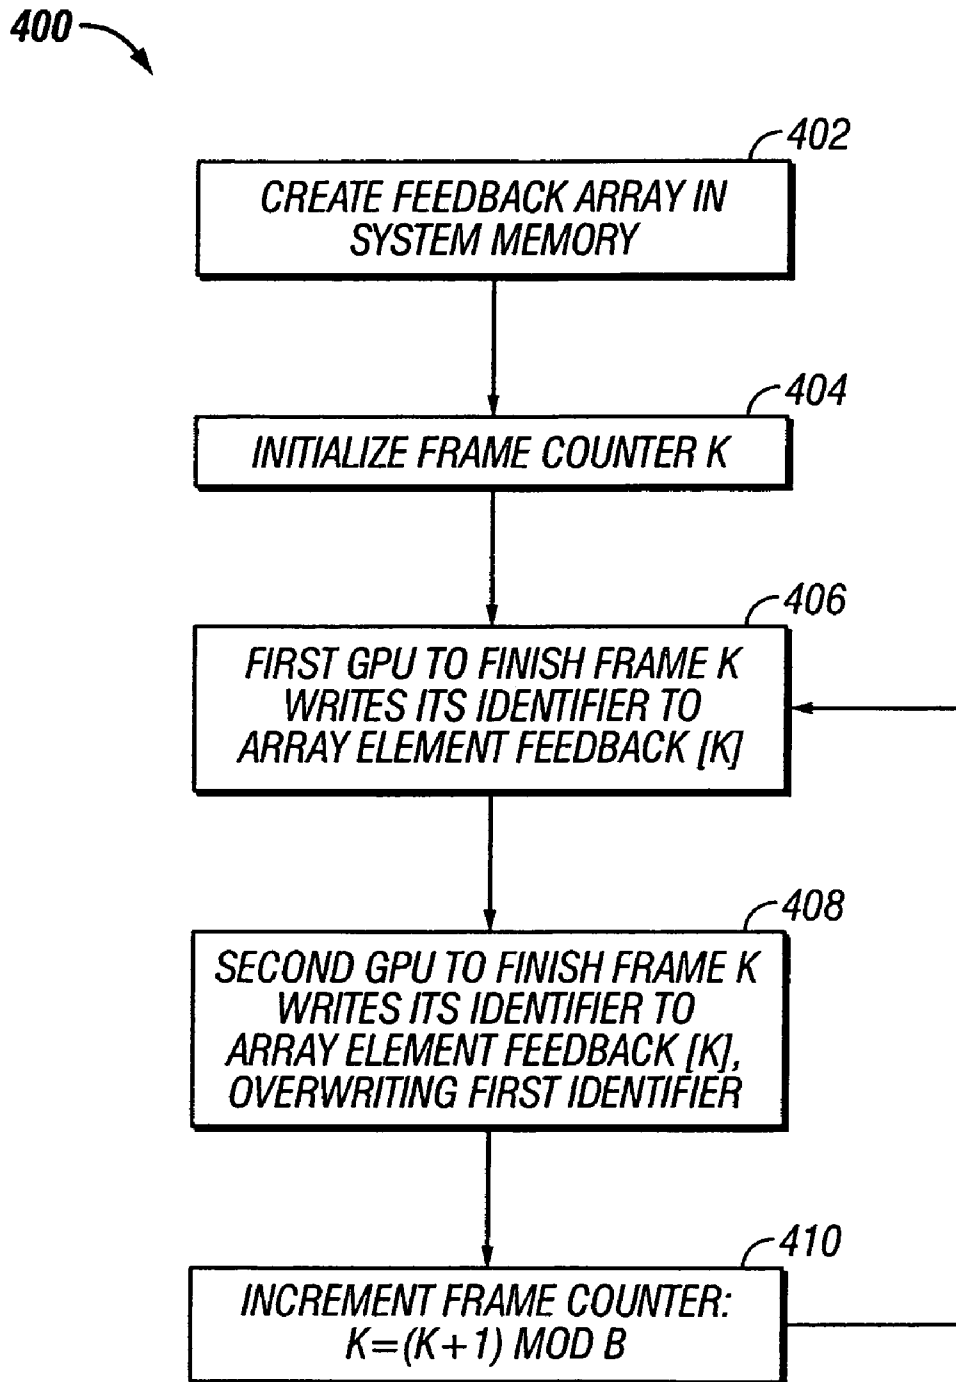 400
402
CREATE FEEDBACK ARRAY IN
SYSTEM MEMORY
404
INITIALIZE FRAME COUNTER K
406
FIRST GPU TO FINISH FRAME K
WRITES ITS IDENTIFIER TO
ARRAY ELEMENT FEEDBACK [K]
408
SECOND GPU TO FINISH FRAME K
WRITES ITS IDENTIFIER TO
ARRAY ELEMENT FEEDBACK [K],
OVERWRITING FIRST IDENTIFIER
410
INCREMENT FRAME COUNTER:
K=(K+1) MOD B